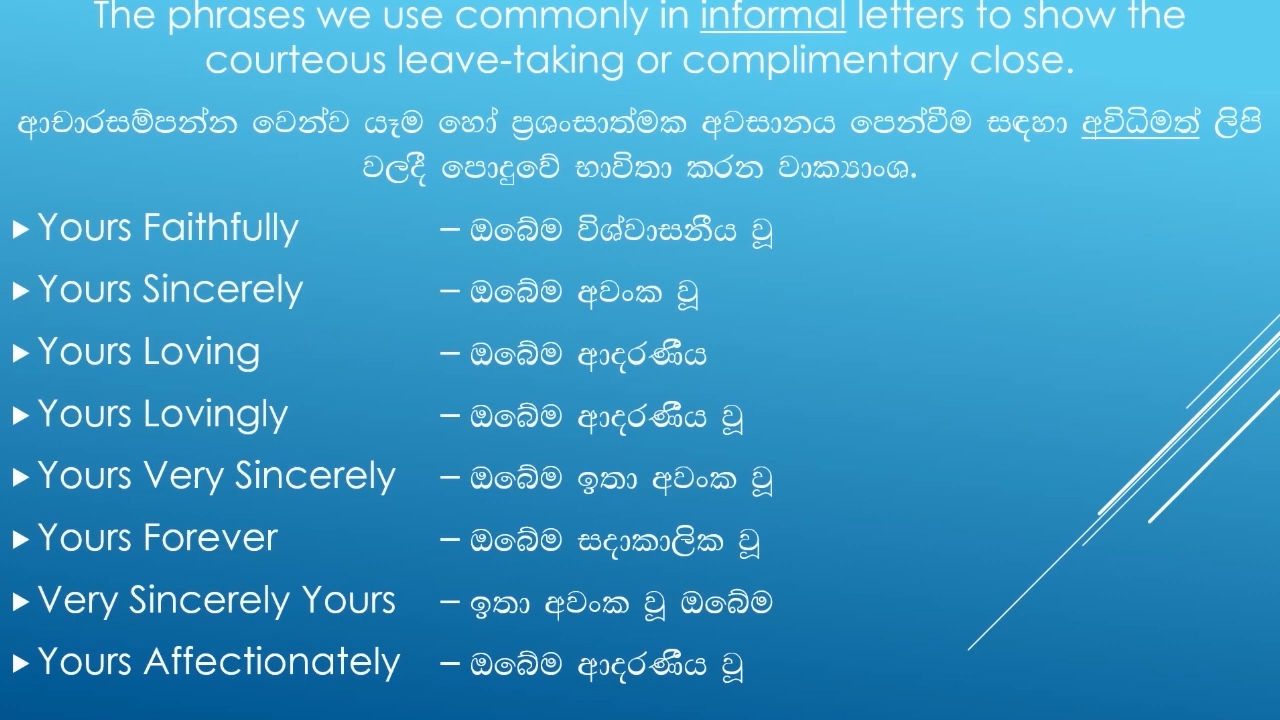 The phrases we use commonly in informal letters to show the
courteous leave-taking or complimentary close.
ආචාරසම්පන්න වෙන්ව යෑම හෝ ප්‍රශංසාත්මක අවසානය පෙන්වීම සඳහා අවිධිමත් ලිපි
වලදී පොදුවේ භාවිතා කරන වාක්‍යාංශ.
Yours Faithfully – ඔබේම විශ්වාසනීය වූ
Yours Sincerely – ඔබේම අවංක වූ
Yours Loving – ඔබේම ආදරණීය
Yours Lovingly – ඔබේම ආදරණීය වූ
Yours Very Sincerely – ඔබේම ඉතා අවංක වූ
Yours Forever – ඔබේම සදාකාලික වූ
Very Sincerely Yours – ඉතා අවංක වූ ඔබේම
Yours Affectionately – ඔබේම ආදරණීය වූ